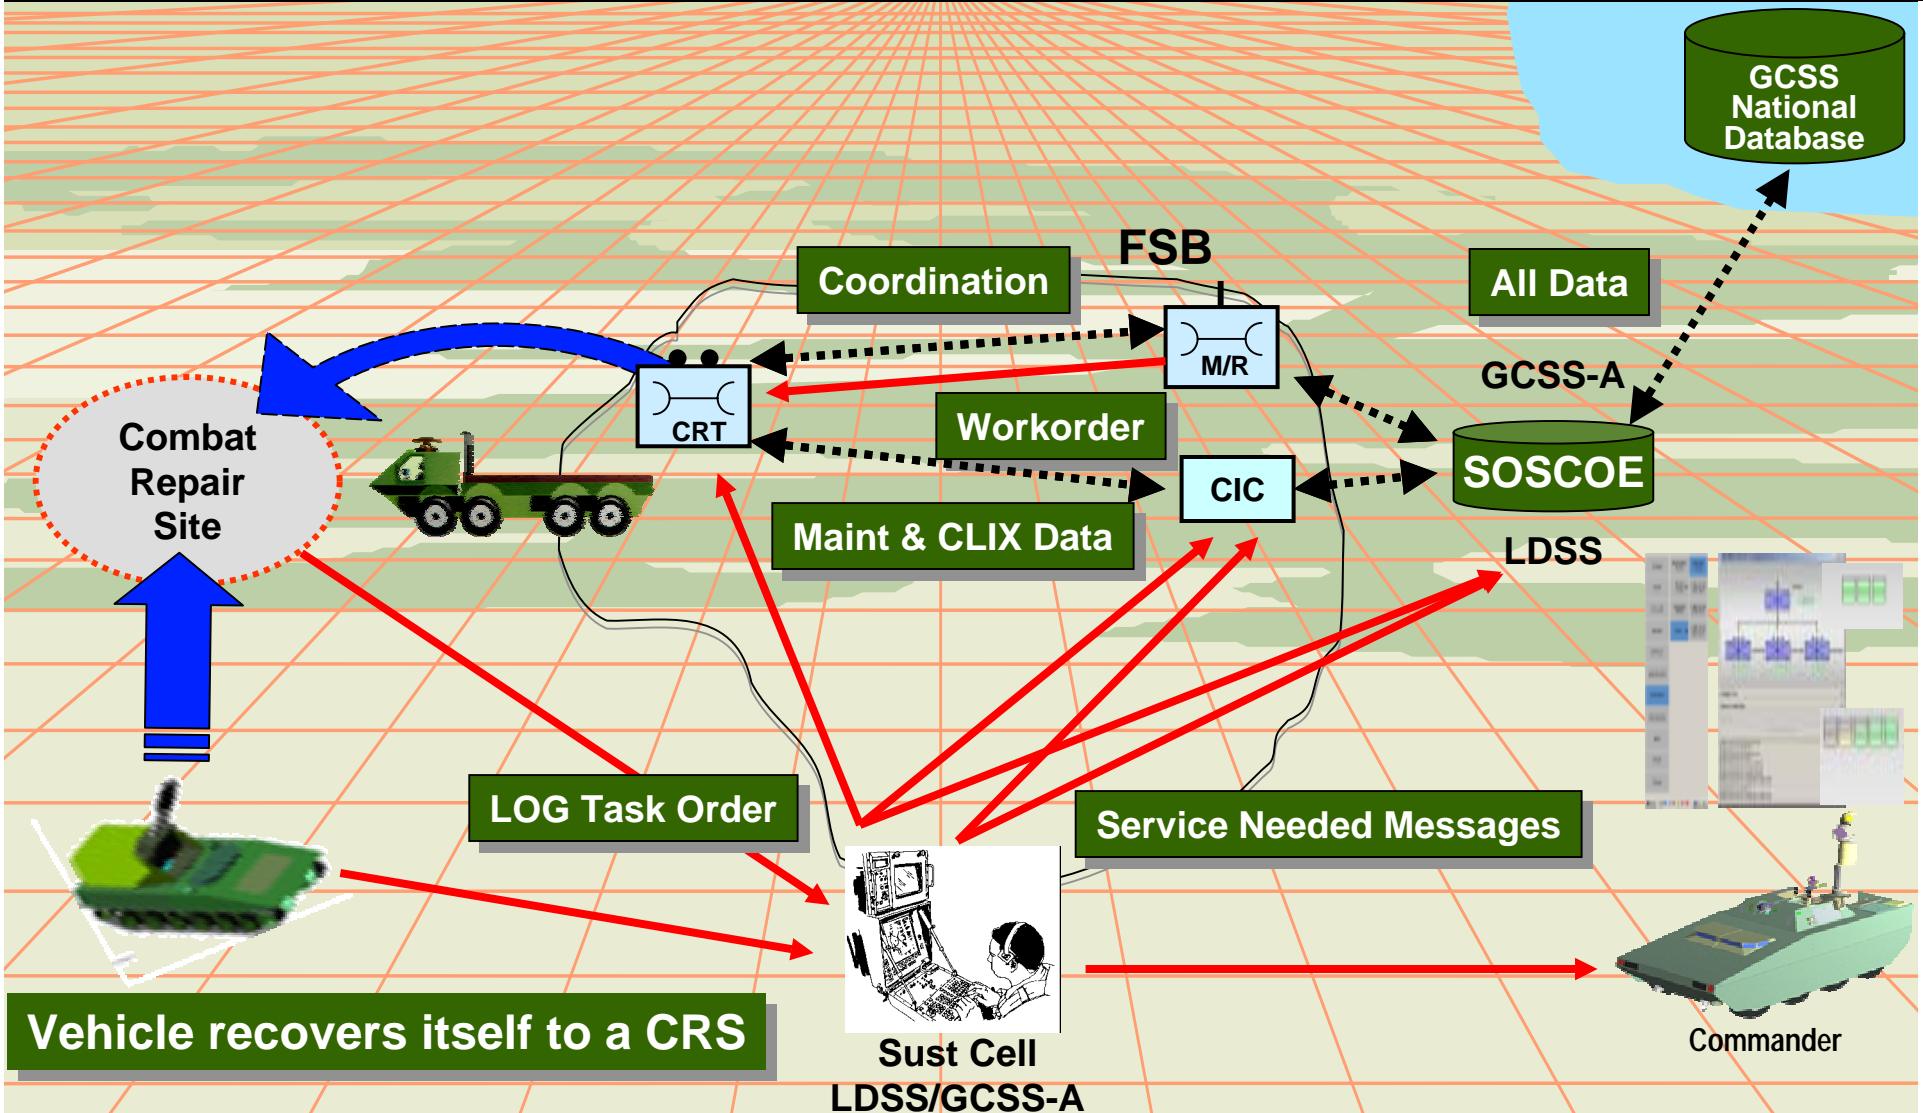 GCSS
National
Database
FSB
Coordination
All Data
M/R
GCSS-A
CRT
Workorder
Combat
Repair
Site
SOSCOE
CIC
Maint & CLIX Data
LDSS
LOG Task Order
Service Needed Messages
Vehicle recovers itself to a CRS
Commander
Sust Cell
LDSS/GCSS-A